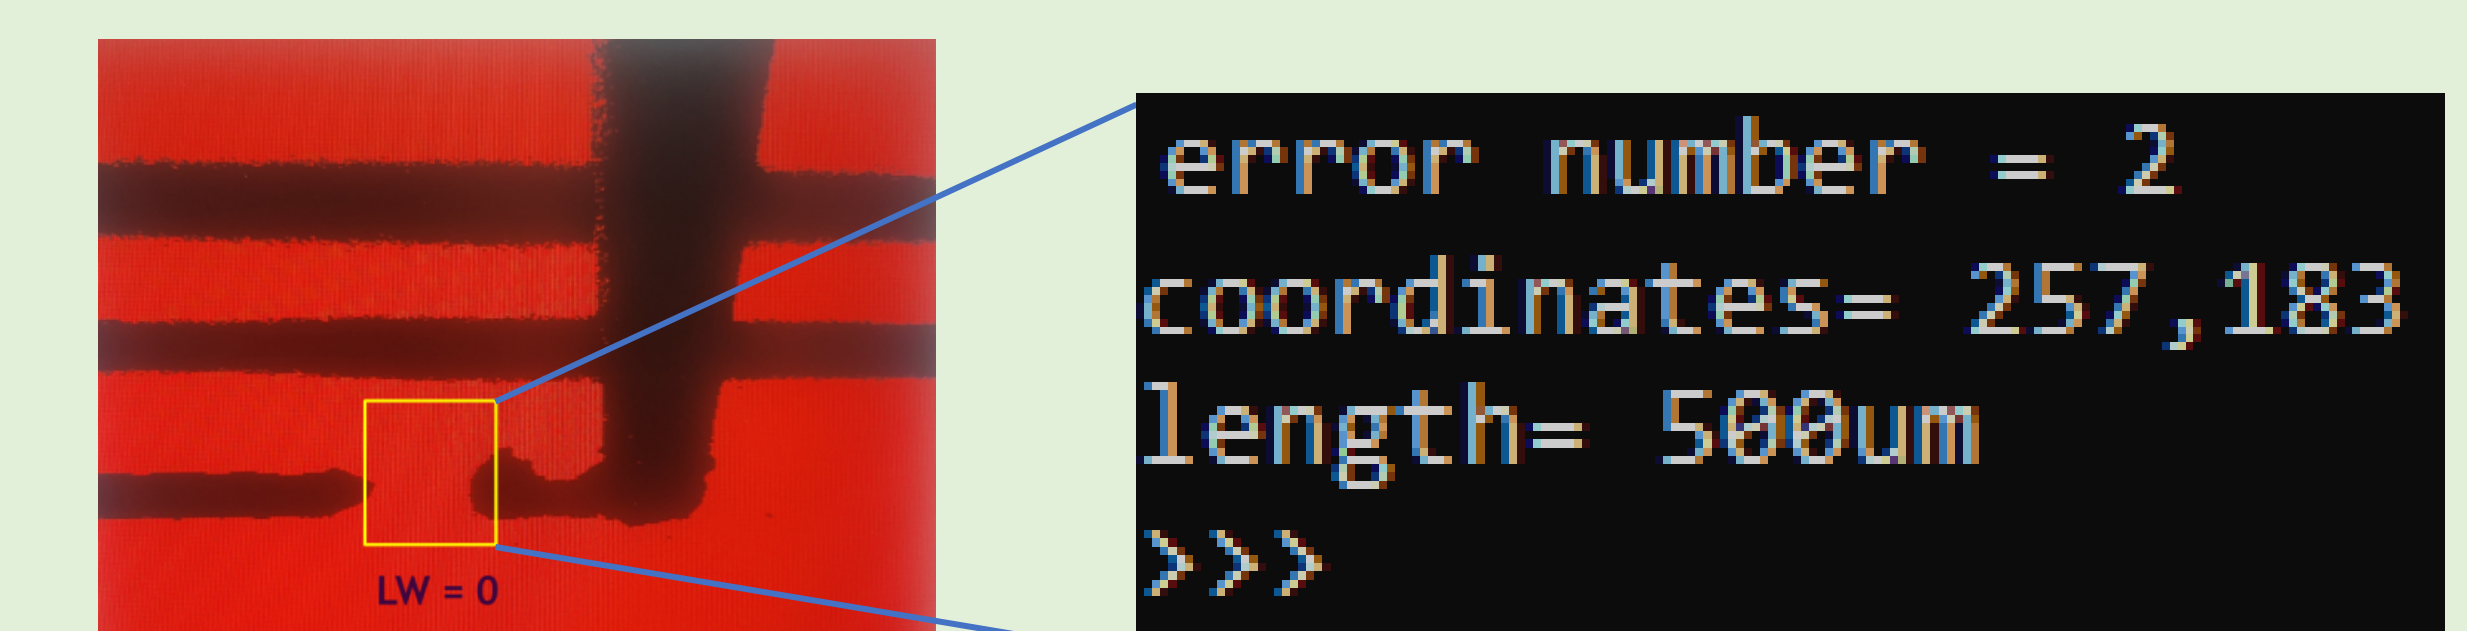 error number = 2
coordinates= 257,183
length= 500um
>>>
LW = 0